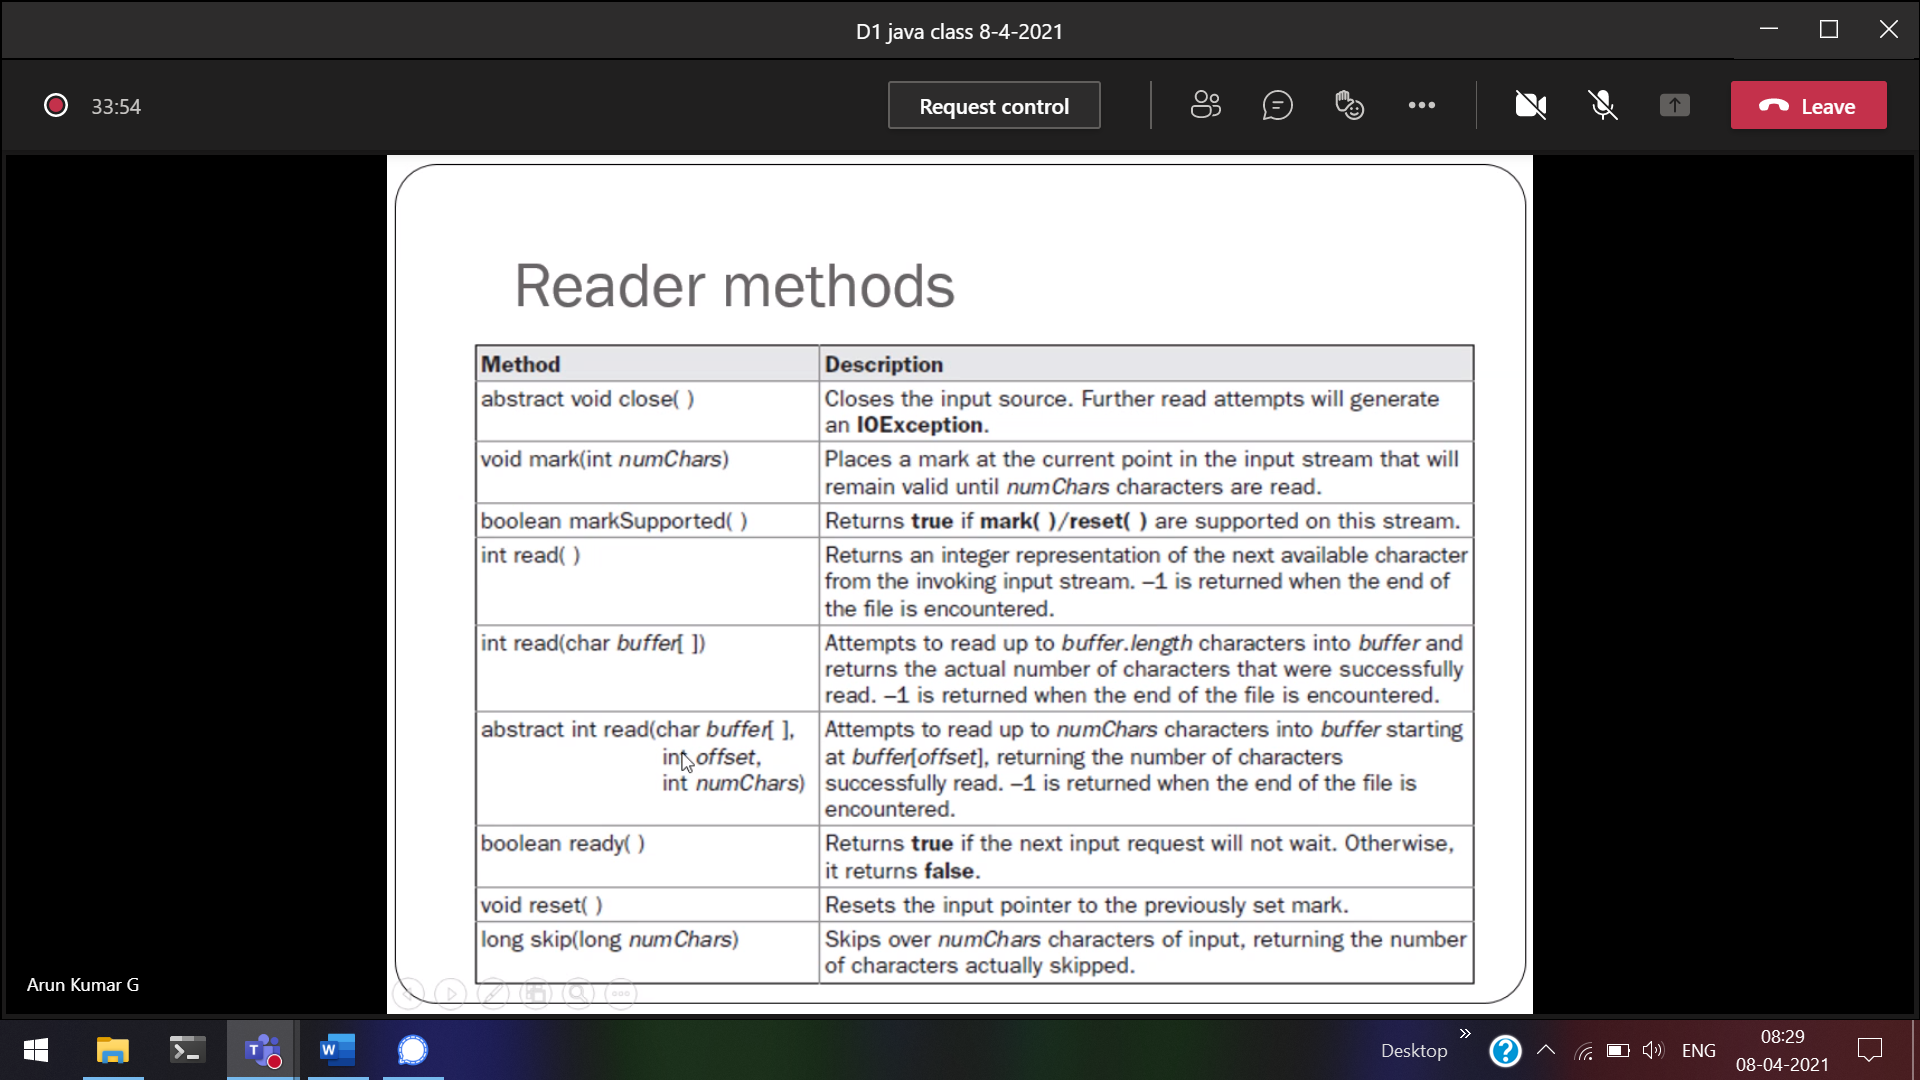 D1 java class 8-4-2021
33:54
Request control
Leave
Reader methods
Method Description
abstract void close( ) Closes the input source. Further read attempts will generate
an IOException.
void mark(int numChars) Places a mark at the current point in the input stream that will
remain valid until numChars characters are read.
boolean markSupported( ) Returns true if mark( )/reset( ) are supported on this stream.
int read( ) Returns an integer representation of the next available character
from the invoking input stream. –1 is returned when the end of
the file is encountered.
int read(char buffer[ ]) Attempts to read up to buffer.length characters into buffer and
returns the actual number of characters that were successfully
read. –1 is returned when the end of the file is encountered.
abstract int read(char buffer[ ], Attempts to read up to numChars characters into buffer starting
int offset, at buffer[offset], returning the number of characters
int numChars) successfully read. –1 is returned when the end of the file is
encountered.
boolean ready( ) Returns true if the next input request will not wait. Otherwise,
it returns false.
void reset( ) Resets the input pointer to the previously set mark.
long skip(long numChars) Skips over numChars characters of input, returning the number
of characters actually skipped.
Arun Kumar G
Desktop
ENG
08:29
08-04-2021